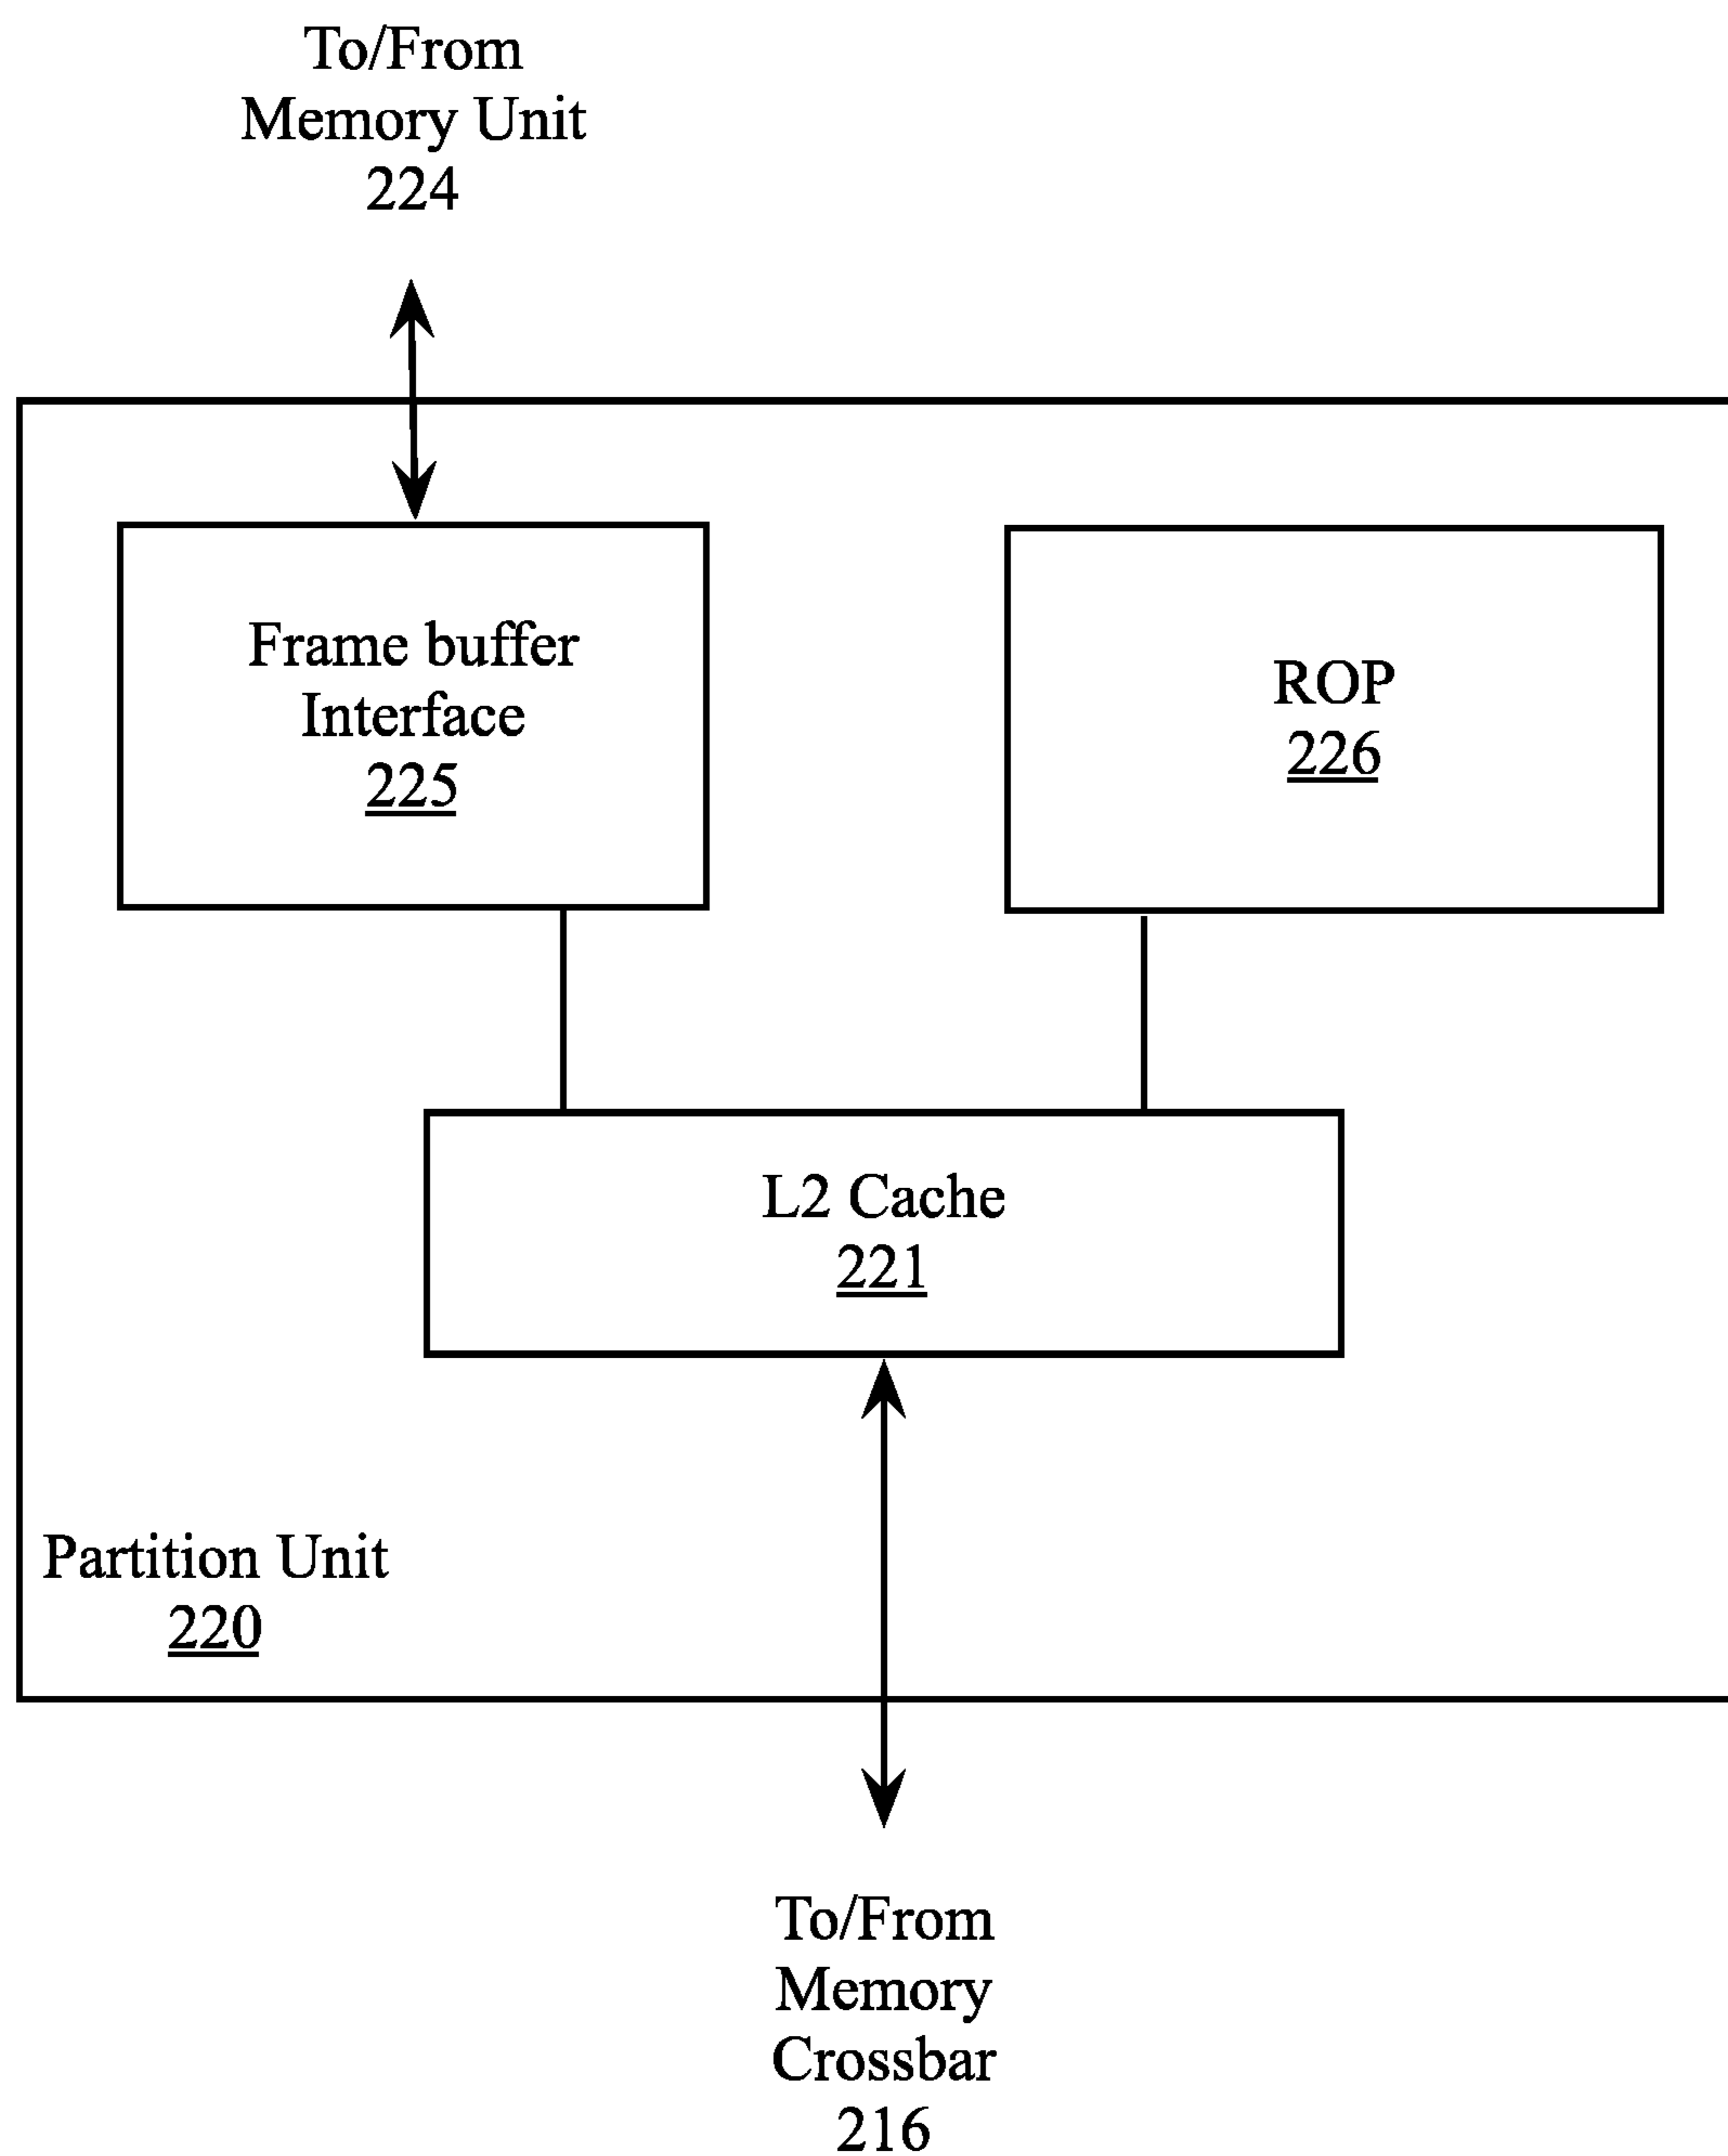 To/From
Memory Unit
224
Frame buffer
Interface
225
ROP
226
L2 Cache
221
Partition Unit
220
To/From
Memory
Crossbar
216